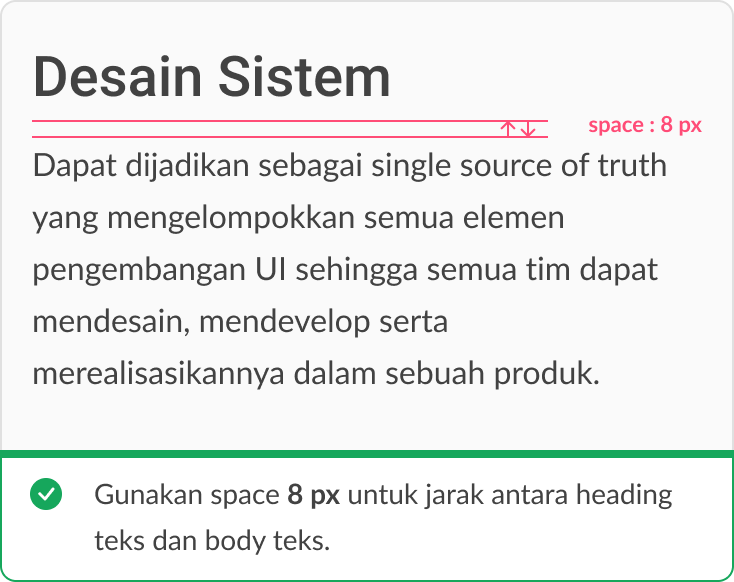 Desain Sistem
space : 8 px
Dapat dijadikan sebagai single source of truth
yang mengelompokkan semua elemen
pengembangan UI sehingga semua tim dapat
mendesain, mendevelop serta
merealisasikannya dalam sebuah produk.
Gunakan space 8 px untuk jarak antara heading
teks dan body teks.